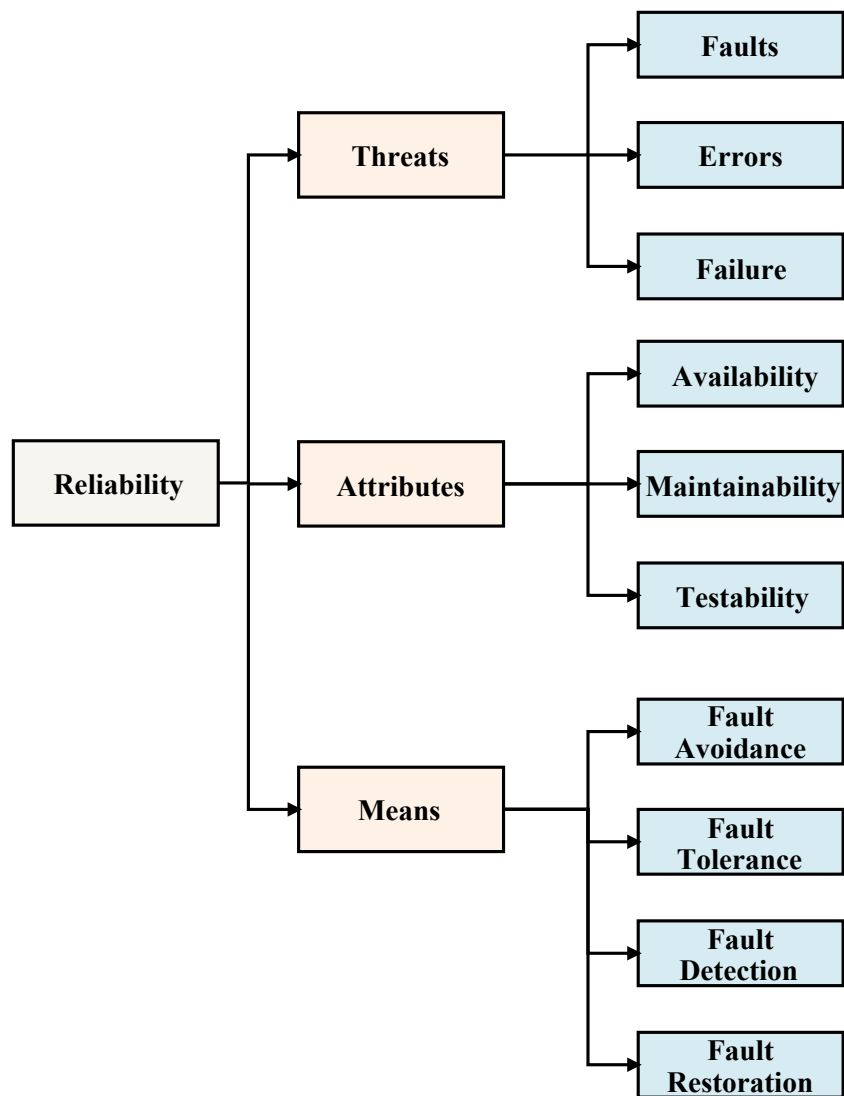 Reliability
Threats
Faults
Errors
Failure
Attributes
Availability
Maintainability
Testability
Means
Fault
Avoidance
Fault
Tolerance
Fault
Detection
Fault
Restoration